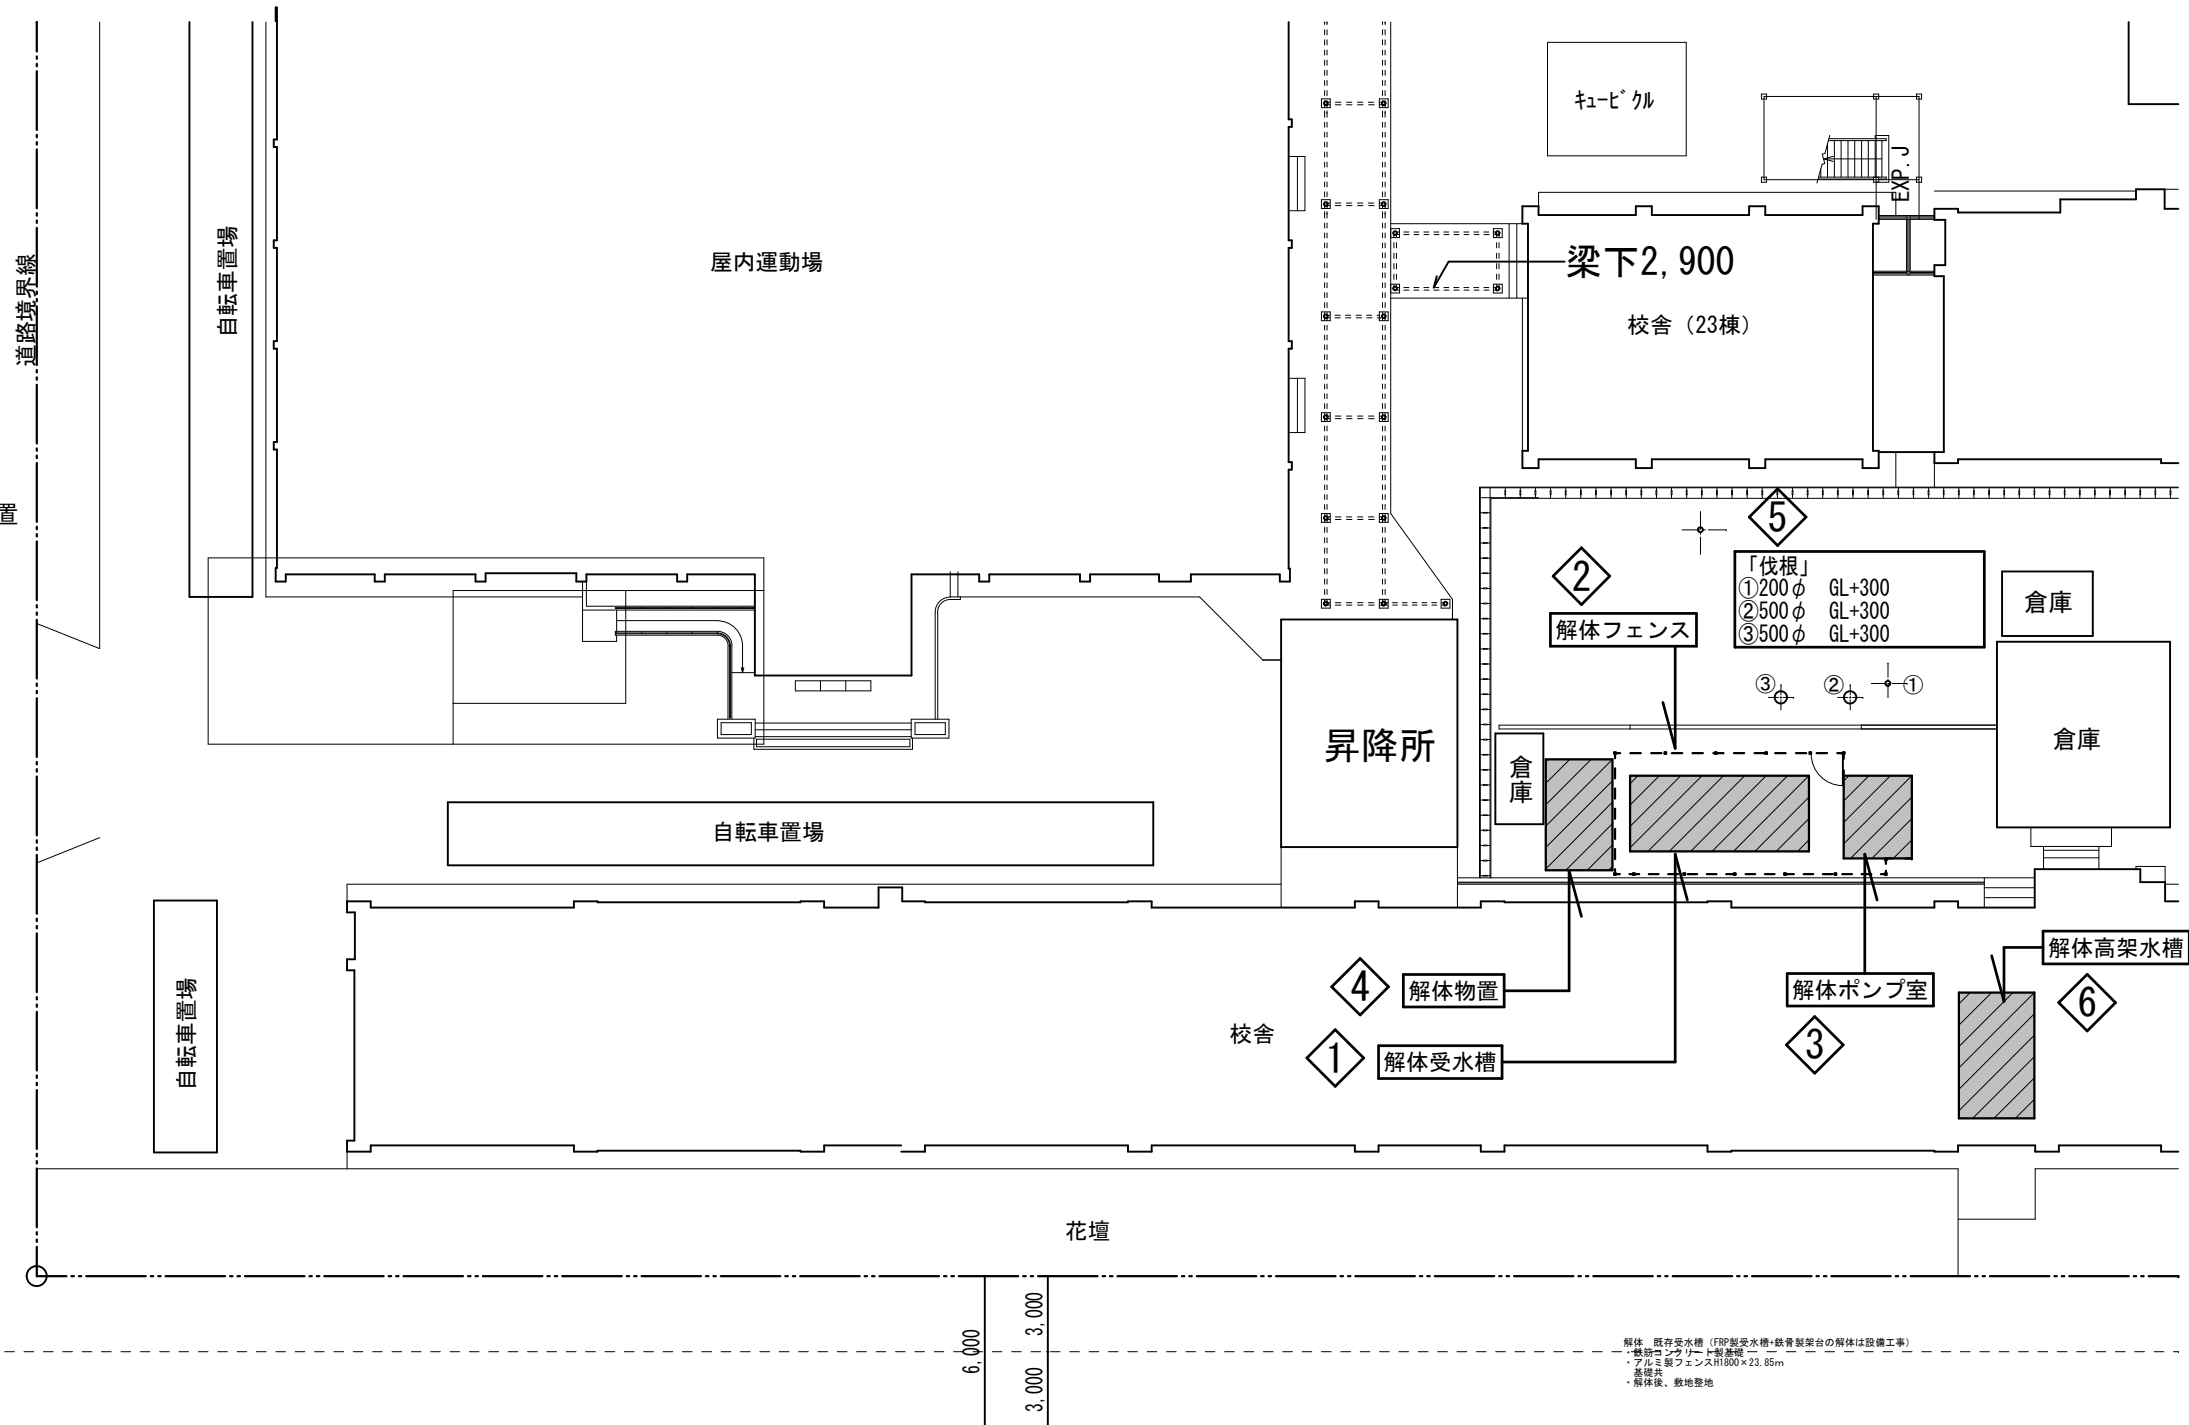 キュービクル
EXP.J
道路境界線
自転車置場
屋内運動場
梁下2,900
校舎（23棟）
置
5
「伐根」
①200φ GL+300
②500φ GL+300
③500φ GL+300
2
解体フェンス
倉庫
③
②
①
昇降所
倉庫
倉庫
自転車置場
4
解体物置
解体ポンプ室
解体高架水槽
6
自転車置場
校舎
1
解体受水槽
3
花壇
6,000
3,000
3,000
解体 既存受水槽（FRP製受水槽+鉄骨製架台の解体は設備工事）
・鉄筋コンクリート製基礎
・アルミ製フェンスH1800×23.85m
基礎共
・解体後、敷地整地